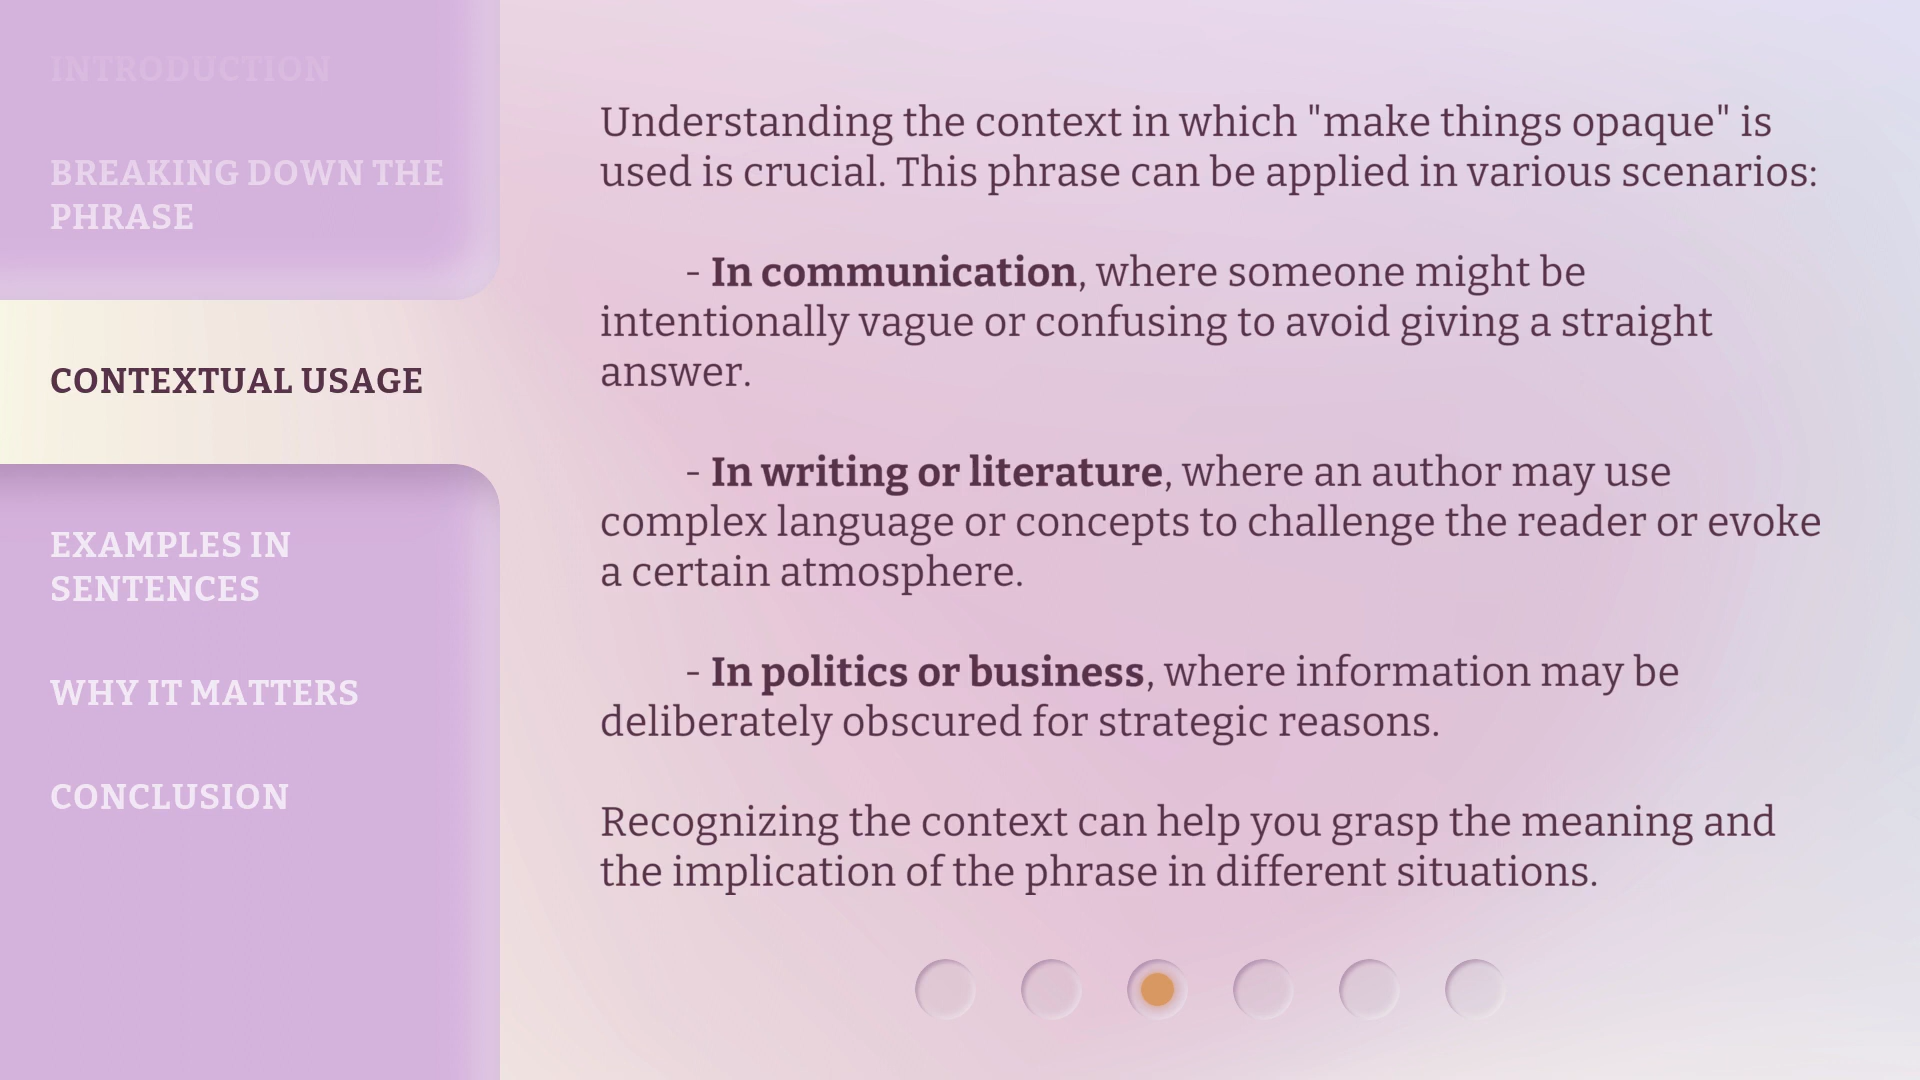 INTRODUCTION
BREAKING DOWN THE
PHRASE
CONTEXTUAL USAGE
EXAMPLES IN
SENTENCES
WHY IT MATTERS
CONCLUSION
Understanding the context in which "make things opaque" is
used is crucial. This phrase can be applied in various scenarios:
- In communication, where someone might be
intentionally vague or confusing to avoid giving a straight
answer.
- In writing or literature, where an author may use
complex language or concepts to challenge the reader or evoke
a certain atmosphere.
- In politics or business, where information may be
deliberately obscured for strategic reasons.
Recognizing the context can help you grasp the meaning and
the implication of the phrase in different situations.